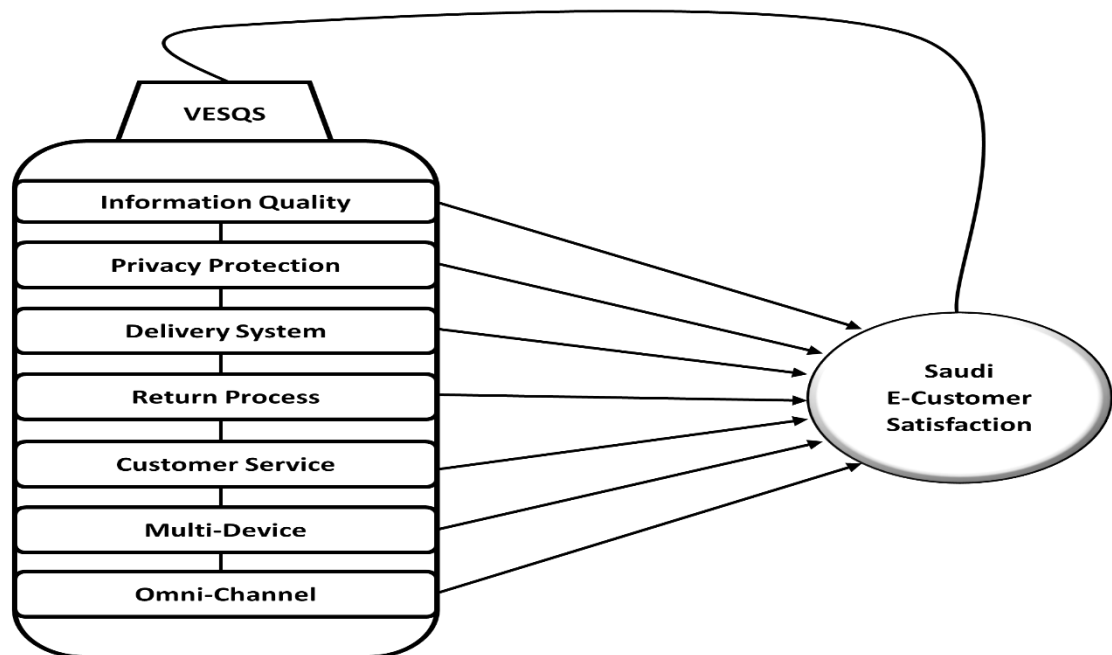 VESQS
Information Quality
Privacy Protection
Delivery System
Return Process
Customer Service
Multi-Device
Omni-Channel
Saudi
E-Customer
Satisfaction